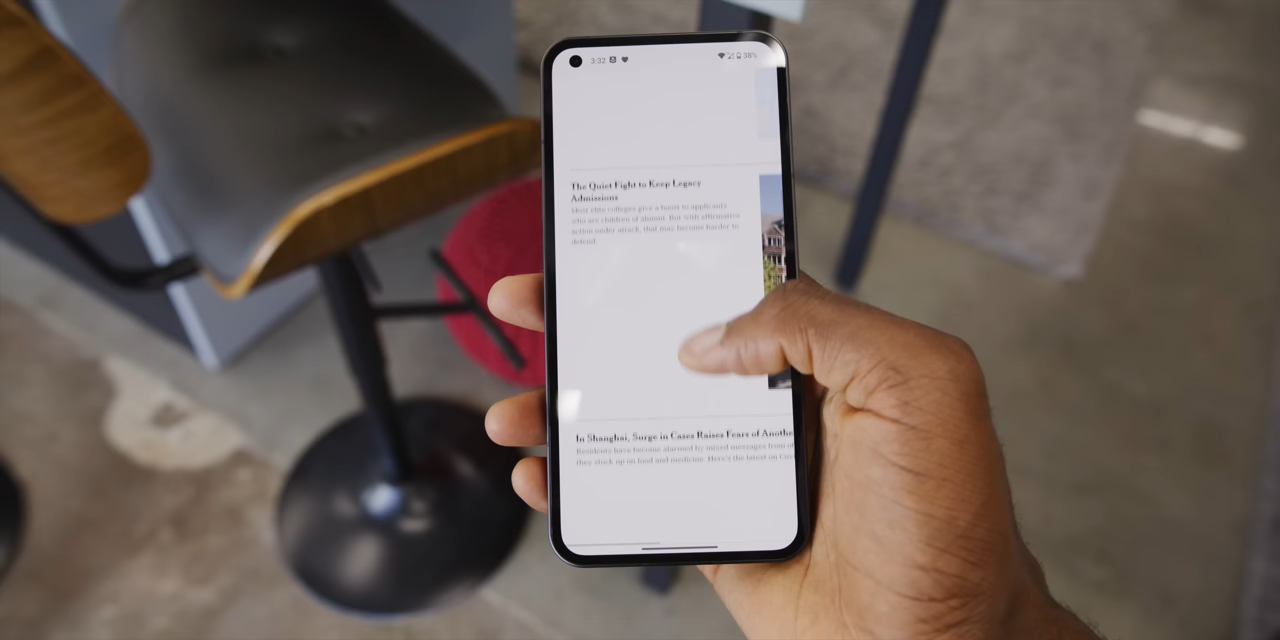 3:32
38%
The Quiet Fight to Keep Legacy
Admissions
Most elite colleges give a boost to applicants
who are children of alumni. But with affirmative
action under attack, that may become harder to
defend.
In Shanghai, Surge in Cases Raises Fears of Anothe
Residents have become alarmed by mixed messages from
they stock up on food and medicine. Here's the latest on